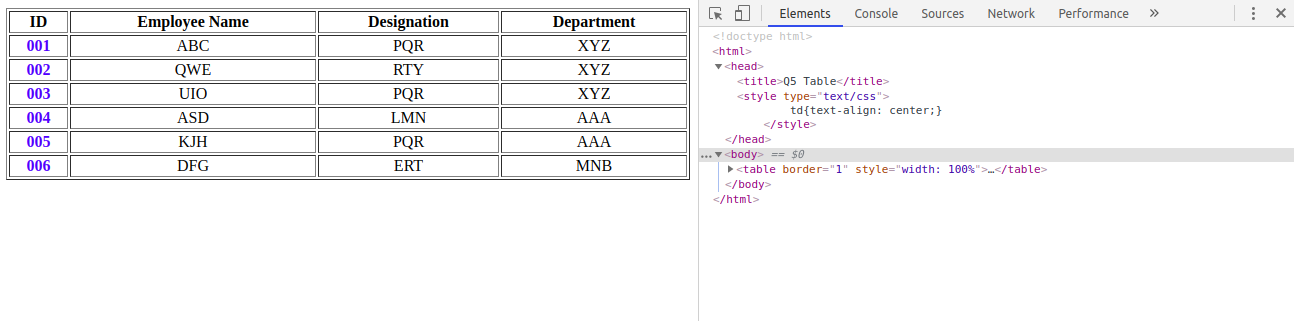 ID Employee Name Designation Department
001 ABC PQR XYZ
002 QWE RTY XYZ
003 UIO PQR XYZ
004 ASD LMN AAA
005 KJH PQR AAA
006 DFG ERT MNB
Elements Console Sources Network Performance »
<!doctype html>
<html>
<head>
<title>Q5 Table</title>
<style type="text/css">
td{text-align: center;}
</style>
</head>
<body> == $0
<table border="1" style="width: 100%">…</table>
</body>
</html>